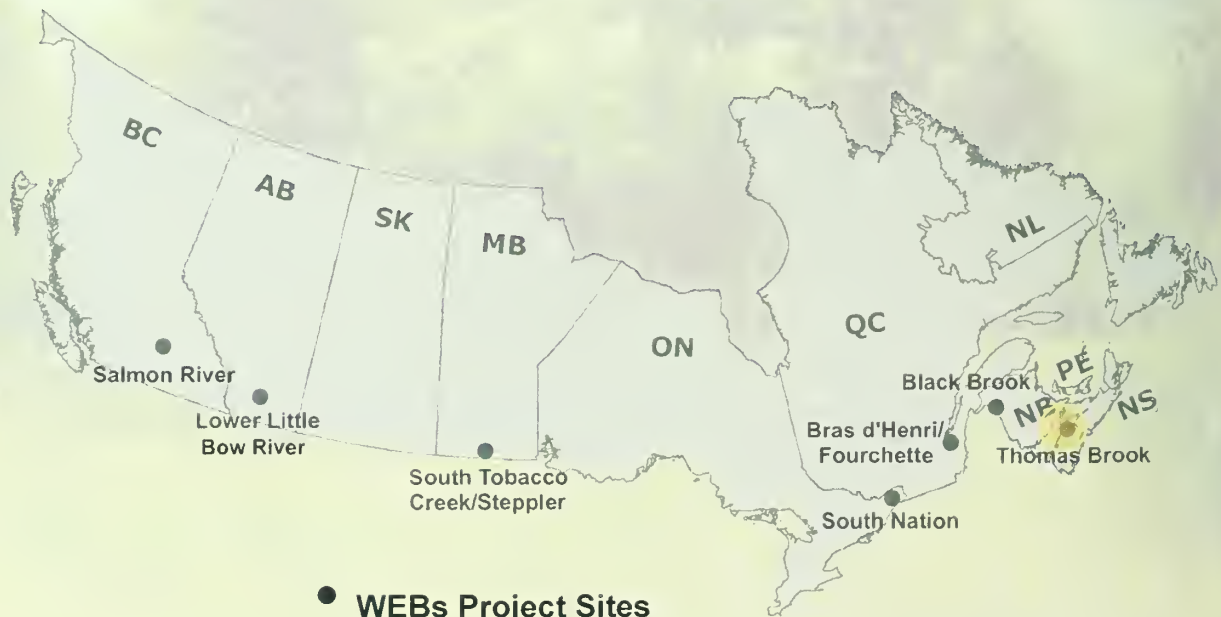 BC
AB
SK
MB
ON
QC
NL
PE
NB
NS
Salmon River
Lower Little
Bow River
South Tobacco
Creek/Steppler
Black Brook
Bras d'Henri/
Fourchette
Thomas Brook
South Nation
WEBs Project Sites